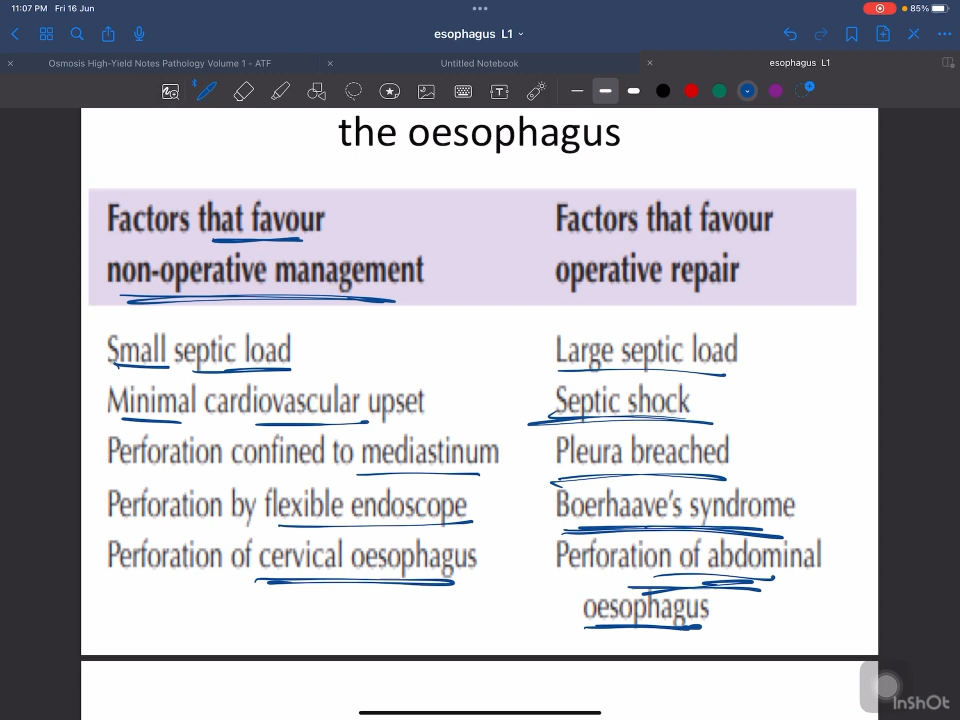 11:07 PM Fri 16 Jun
85%
esophagus L1
Osmosis High-Yield Notes Pathology Volume 1 - ATF
Untitled Notebook
esophagus L1
the oesophagus
Factors that favour
non-operative management
Factors that favour
operative repair
Small septic load
Large septic load
Minimal cardiovascular upset
Septic shock
Perforation confined to mediastinum
Pleura breached
Perforation by flexible endoscope
Boerhaave's syndrome
Perforation of cervical oesophagus
Perforation of abdominal
oesophagus
InShOt